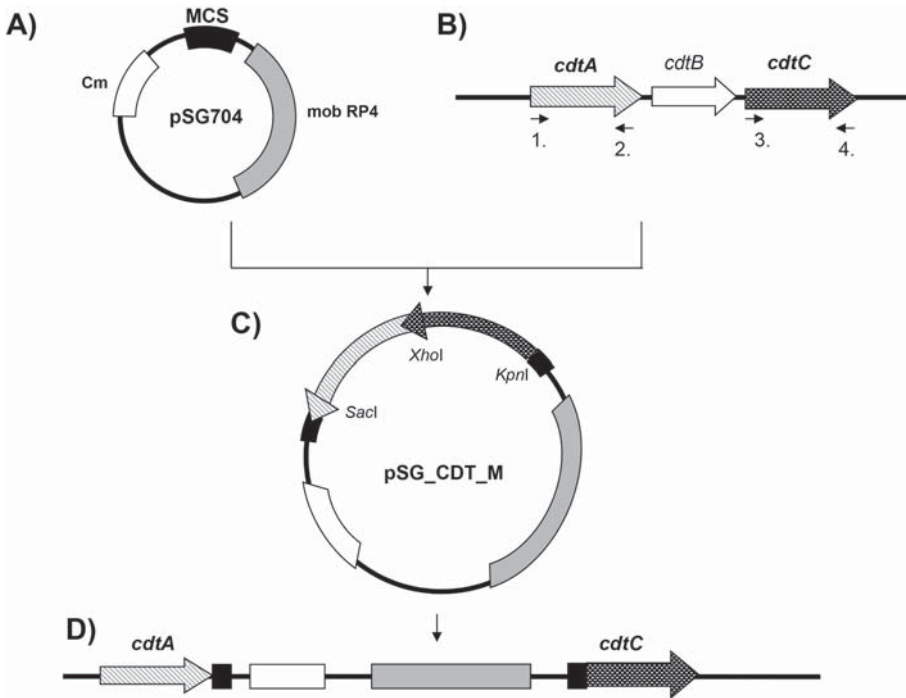 A)
MCS
Cm
pSG704
mob RP4
B)
cdtA
cdtB
cdtC
1.
2.
3.
4.
C)
XhoI
KpnI
SacI
pSG_CDT_M
D)
cdtA
cdtC